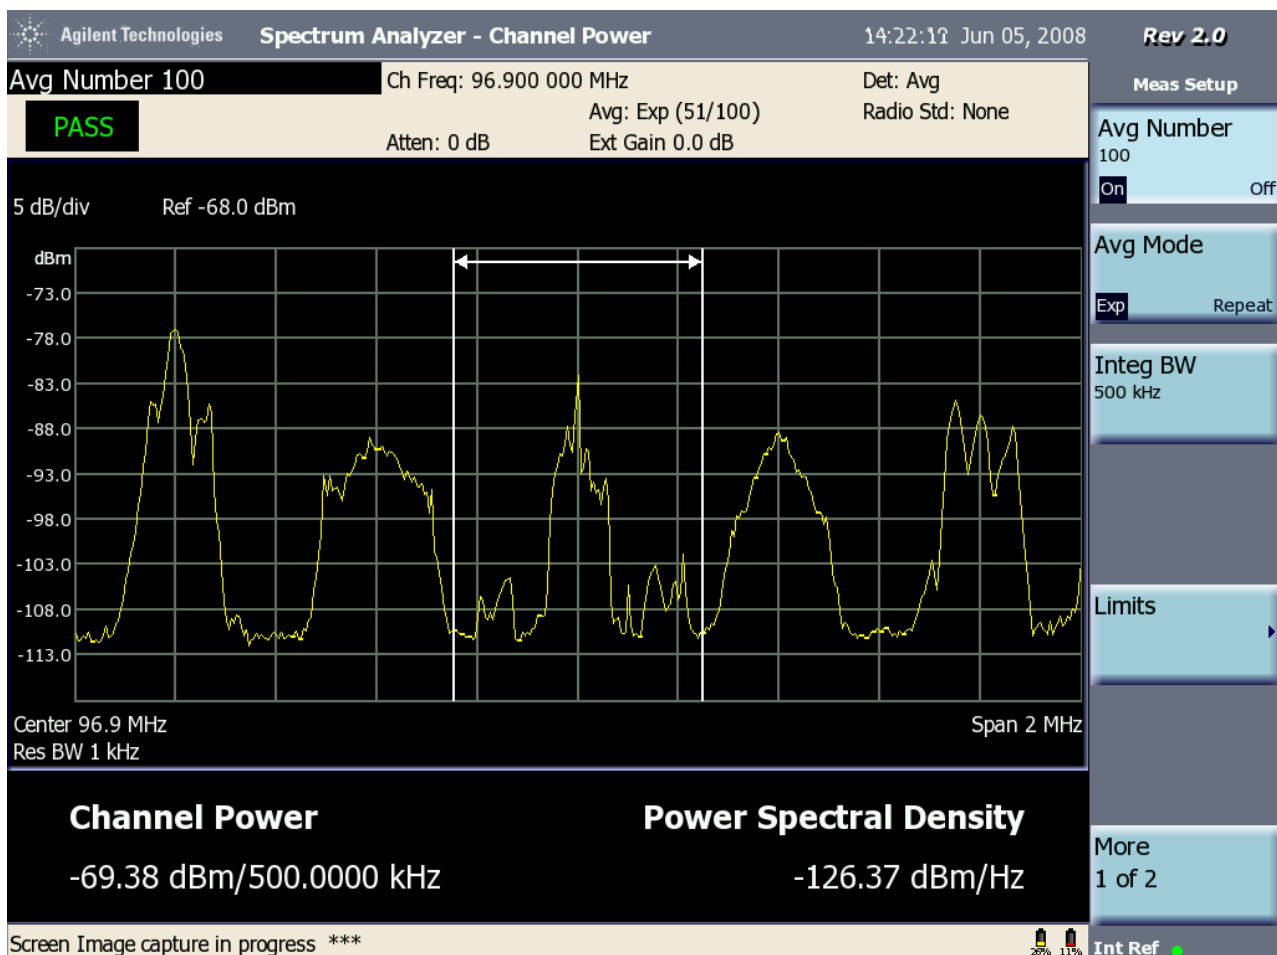 Agilent Technologies Spectrum Analyzer - Channel Power 14:22:12 Jun 05, 2008 Rev 2.0
Avg Number 100 Ch Freq: 96.900 000 MHz Det: Avg Meas Setup
PASS Avg: Exp (51/100) Radio Std: None
Atten: 0 dB Ext Gain 0.0 dB
Avg Number
100
On Off
5 dB/div Ref -68.0 dBm
Avg Mode
Exp Repeat
dBm
-73.0
-78.0
-83.0
-88.0
-93.0
-98.0
-103.0
-108.0
-113.0
Integ BW
500 kHz
Limits
Center 96.9 MHz Span 2 MHz
Res BW 1 kHz
Channel Power Power Spectral Density
-69.38 dBm/500.0000 kHz -126.37 dBm/Hz
More
1 of 2
Screen Image capture in progress *** 26% 11% Int Ref